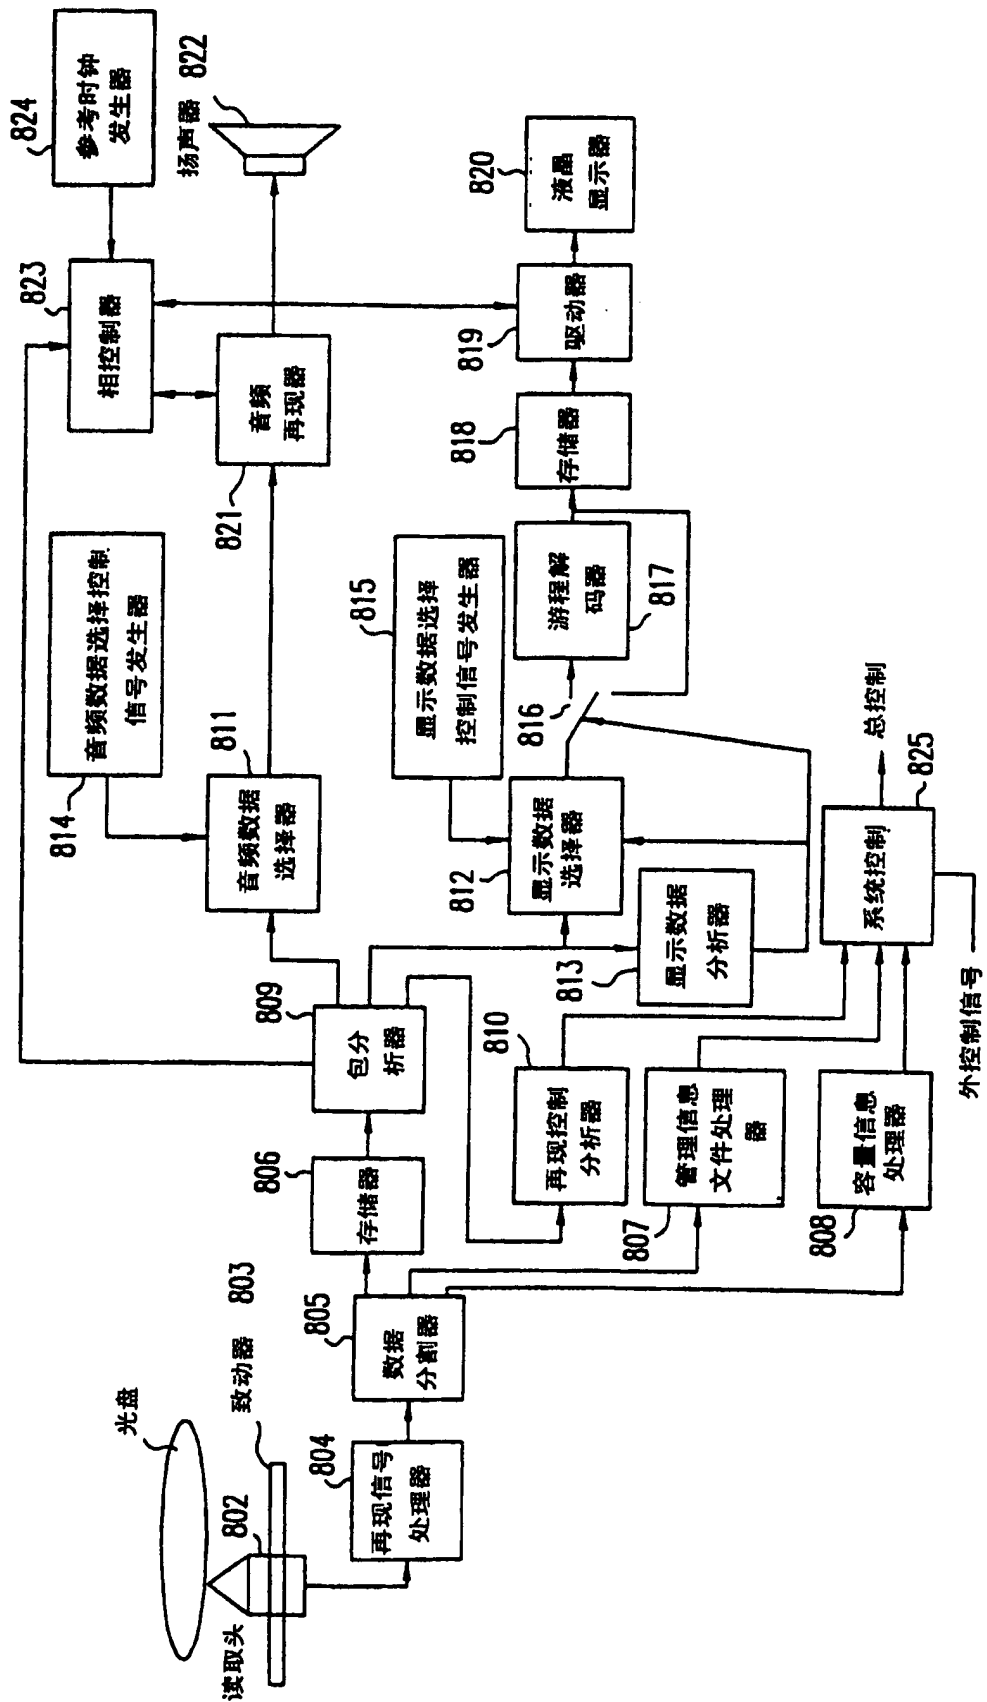 光盘
读取头
802
致动器
803
再现信号
处理器
804
数据
分割器
805
存储器
806
包分
析器
809
再现控制
分析器
810
管理信息
文件处理
器
807
容量信息
处理器
808
音频数据
选择器
811
音频数据选择控制
信号发生器
814
显示数据
选择器
812
显示数据
分析器
813
显示数据选择
控制信号发生器
815
816
游程解
码器
817
存储器
818
驱动器
819
液晶
显示器
820
音频
再现器
821
扬声器
822
相控制器
823
参考时钟
发生器
824
系统控制
825
总控制
外控制信号